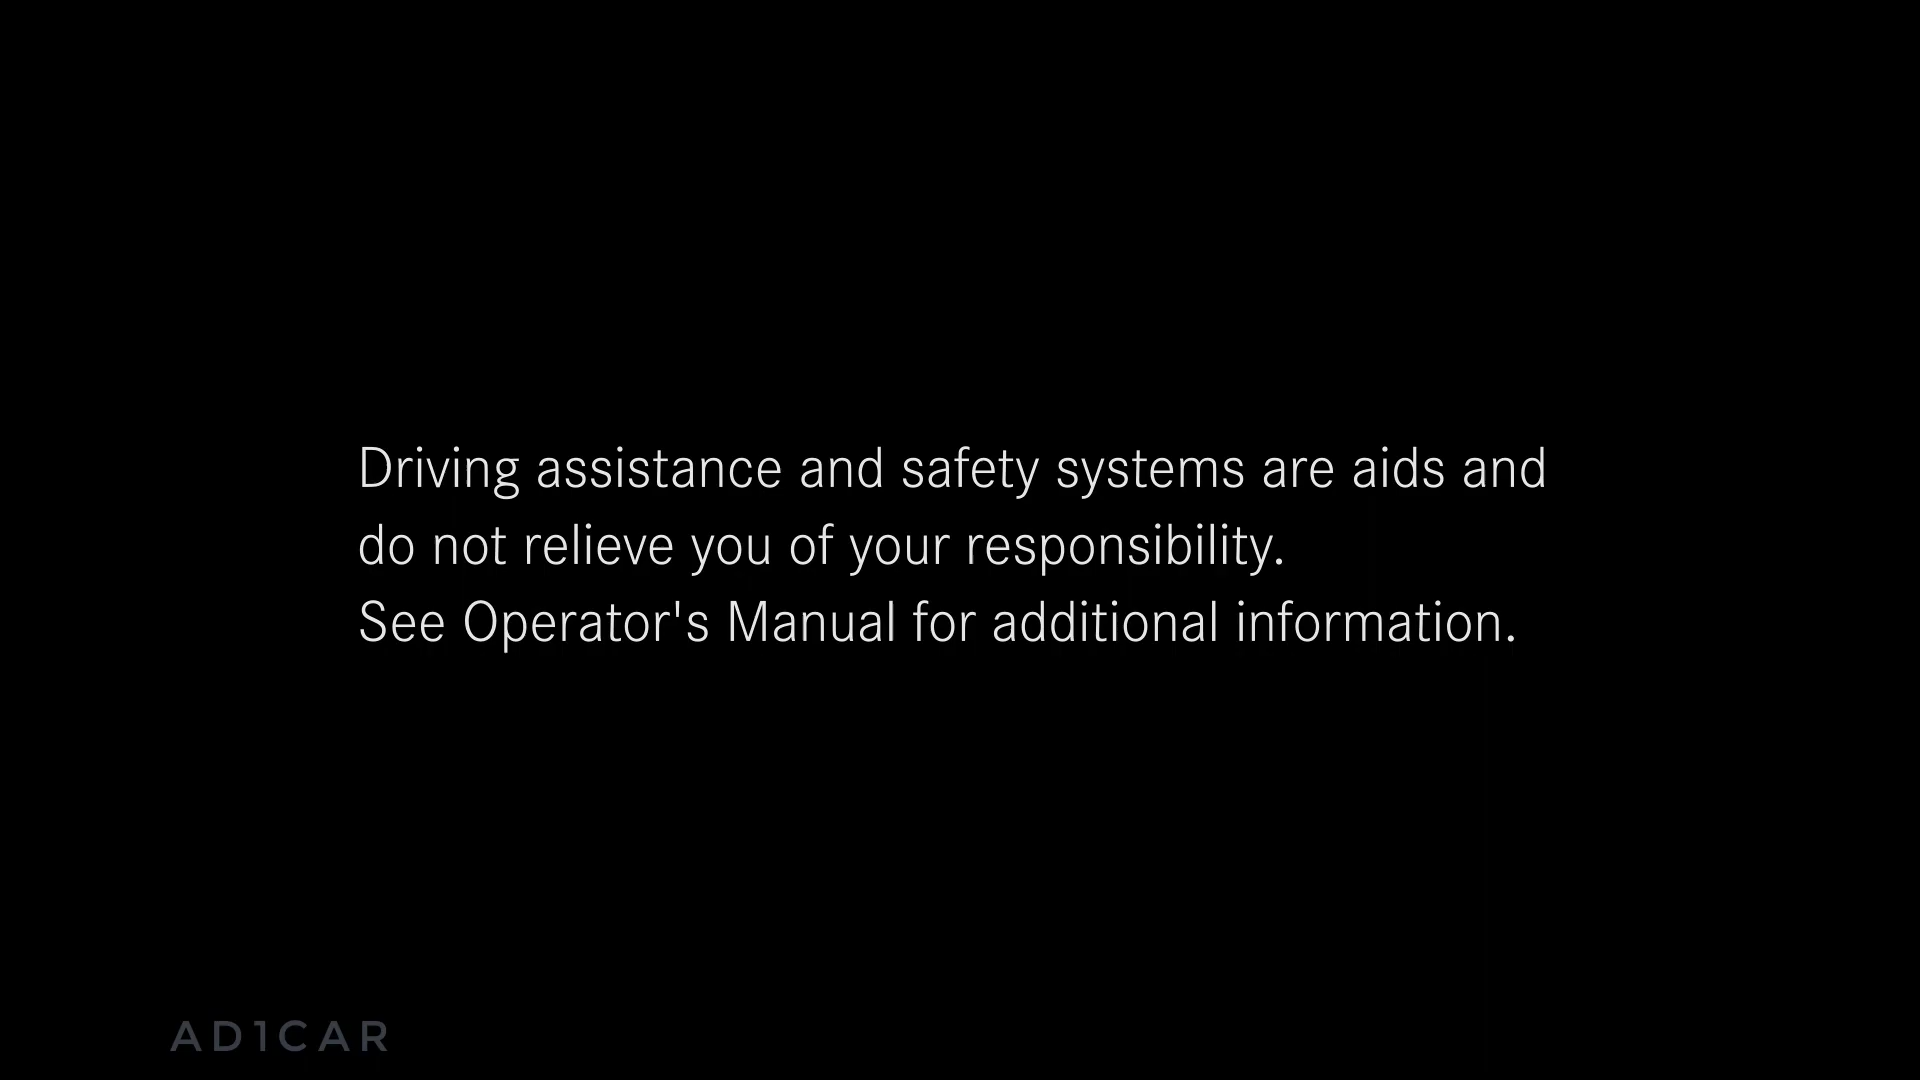 Driving assistance and safety systems are aids and
do not relieve you of your responsibility.
See Operator's Manual for additional information.
AD1CAR